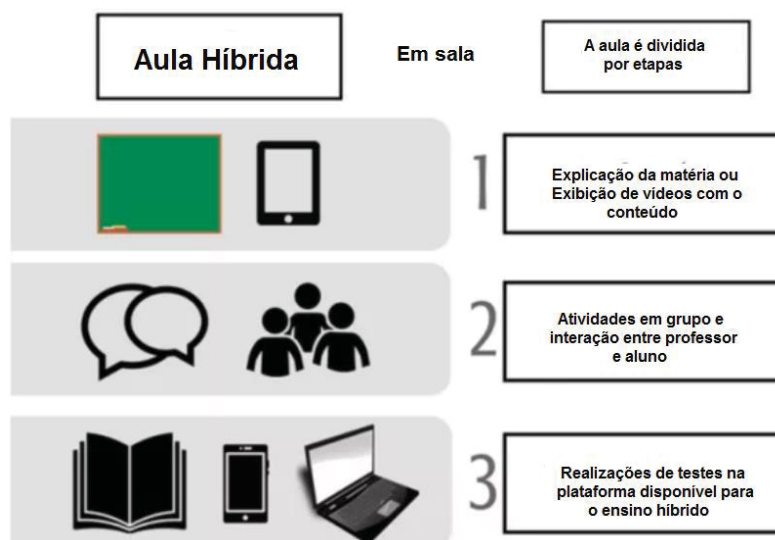 Aula Híbrida
Em sala
A aula é dividida
por etapas
1
Explicação da matéria ou
Exibição de vídeos com o
conteúdo
2
Atividades em grupo e
interação entre professor
e aluno
3
Realizações de testes na
plataforma disponível para
o ensino híbrido